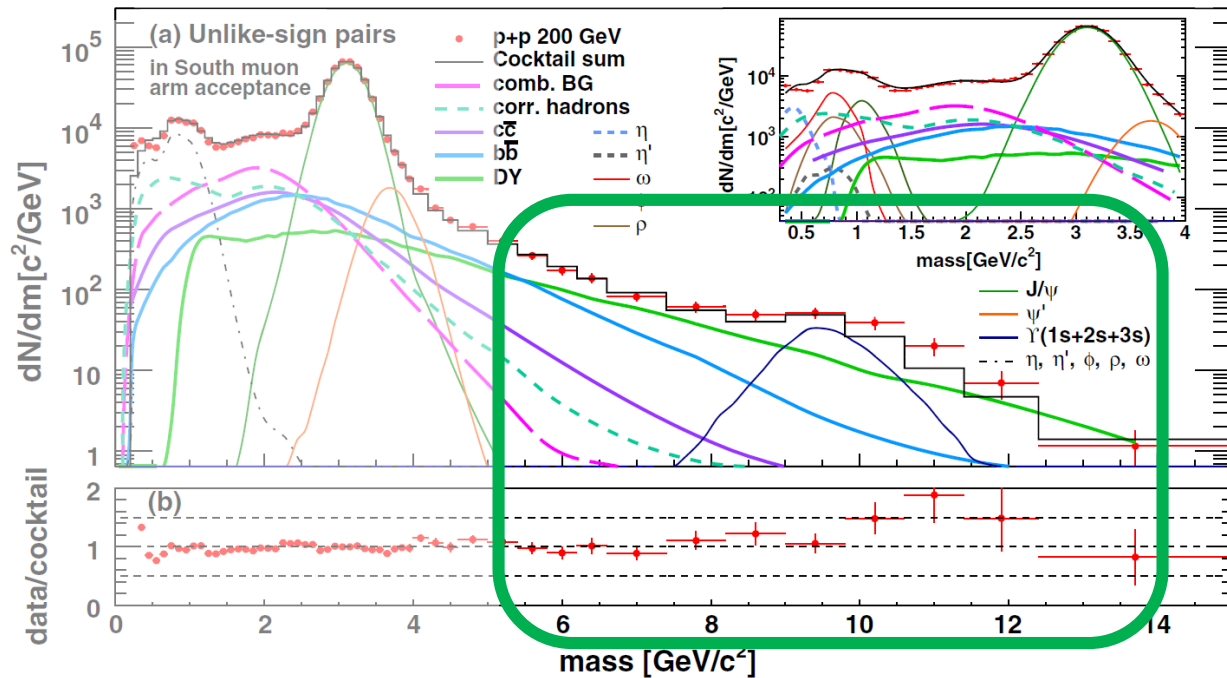 (a) Unlike-sign pairs
in South muon
arm acceptance
p+p 200 GeV
Cocktail sum
comb. BG
corr. hadrons
cc̅
bb̅
DY
η
η'
ω
ρ
dN/dm[c²/GeV]
10⁵
10⁴
10³
10²
10
1
dN/dm[c²/GeV]
10⁴
10³
10²
0.5 1 1.5 2 2.5 3 3.5 4
mass[GeV/c²]
J/ψ
ψ'
ϒ(1s+2s+3s)
η, η', ϕ, ρ, ω
(b)
data/cocktail
2
1
0
0 2 4 6 8 10 12 14
mass [GeV/c²]